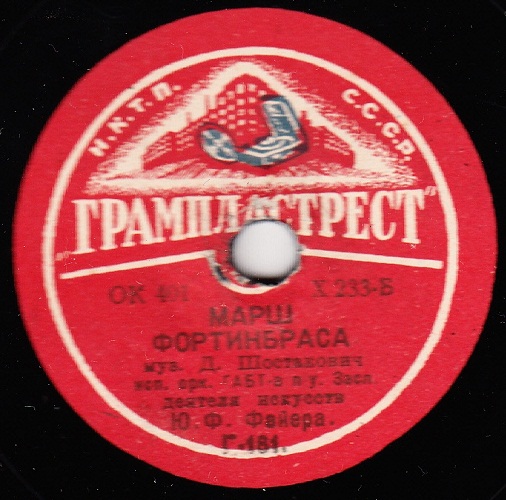 Н.К.Т.П. С.С.С.Р.
„ГРАМПЛАСТРЕСТ"
ОК 401 Х 233-Б
МАРШ
ФОРТИНБРАСА
муз. Д. Шостакович
исп. орк. ГАБТ-а п/у. Засл.
деятеля искусств
Ю. Ф. Файера.
Г-181.